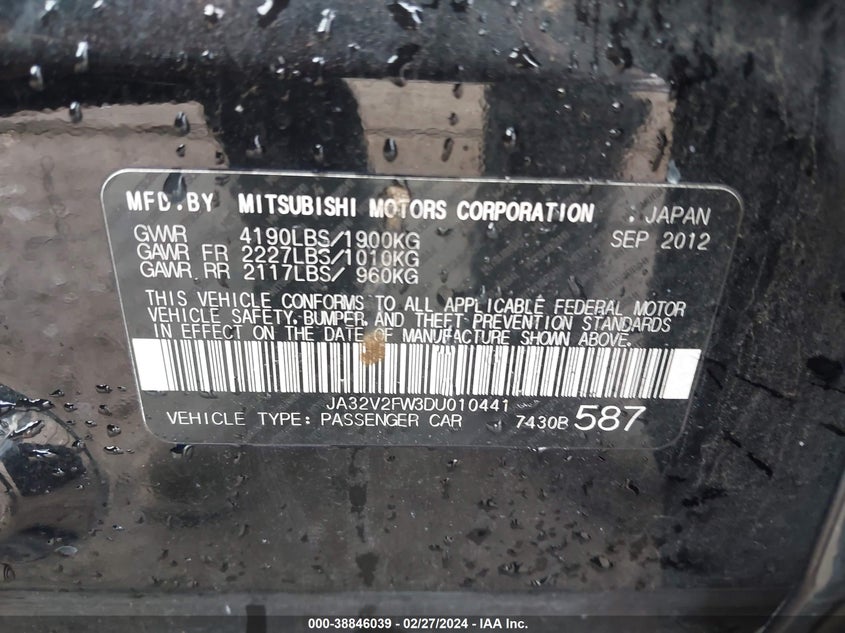 MFD.BY MITSUBISHI MOTORS CORPORATION : JAPAN
GVWR 4190LBS/1900KG SEP 2012
GAWR FR 2227LBS/1010KG
GAWR RR 2117LBS/ 960KG
THIS VEHICLE CONFORMS TO ALL APPLICABLE FEDERAL MOTOR
VEHICLE SAFETY, BUMPER, AND THEFT PREVENTION STANDARDS
IN EFFECT ON THE DATE OF MANUFACTURE SHOWN ABOVE.
JA32V2FW3DU010441
VEHICLE TYPE: PASSENGER CAR 7430B 587
000-38846039 - 02/27/2024 - IAA Inc.